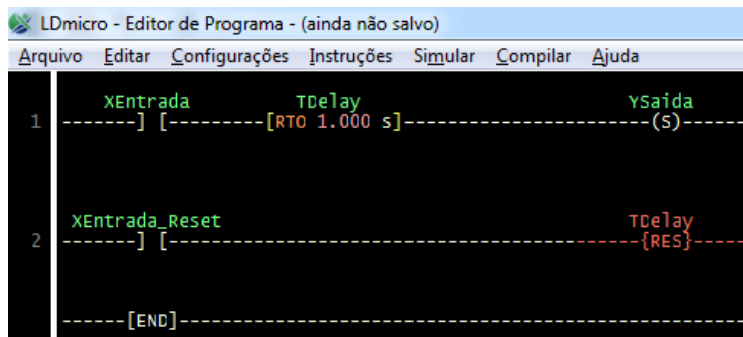 LDmicro - Editor de Programa - (ainda não salvo)
Arquivo Editar Configurações Instruções Simular Compilar Ajuda
XEntrada TDelay YSaida
1 -------] [---------[RTO 1.000 s]-----------------------(S)------
XEntrada_Reset TDelay
2 -------] [---------------------------------------{RES}-----
------[END]--------------------------------------------------